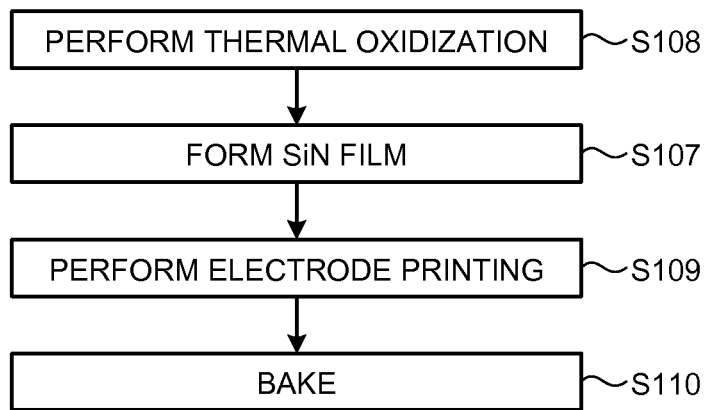 PERFORM THERMAL OXIDIZATION S108
FORM SiN FILM S107
PERFORM ELECTRODE PRINTING S109
BAKE S110